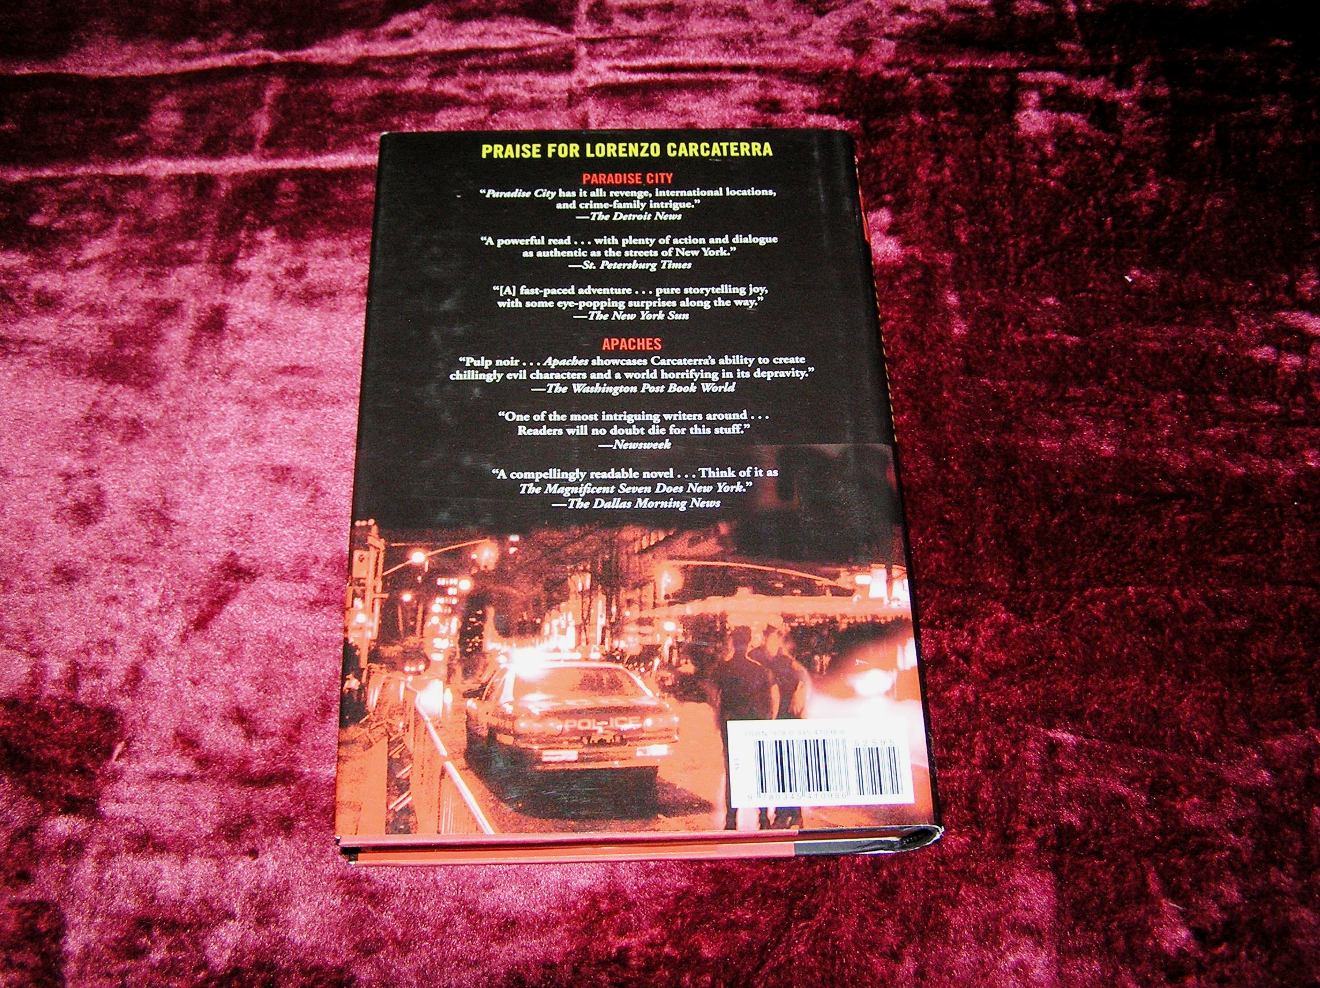 PRAISE FOR LORENZO CARCATERRA
PARADISE CITY
“Paradise City has it all: revenge, international locations,
and crime-family intrigue.”
—The Detroit News
“A powerful read . . . with plenty of action and dialogue
as authentic as the streets of New York.”
—St. Petersburg Times
“[A] fast-paced adventure . . . pure storytelling joy,
with some eye-popping surprises along the way.”
—The New York Sun
APACHES
“Pulp noir . . . Apaches showcases Carcaterra’s ability to create
chillingly evil characters and a world horrifying in its depravity.”
—The Washington Post Book World
“One of the most intriguing writers around . . .
Readers will no doubt die for this stuff.”
—Newsweek
“A compellingly readable novel . . . Think of it as
The Magnificent Seven Does New York.”
—The Dallas Morning News
POLICE